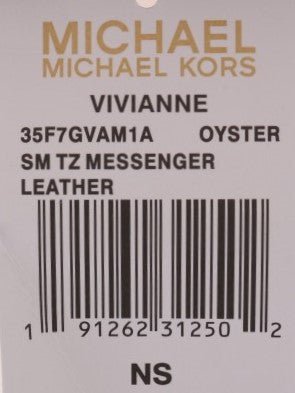 MICHAEL
MICHAEL KORS
VIVIANNE
35F7GVAM1A OYSTER
SM TZ MESSENGER
LEATHER
1 91262 31250 2
NS